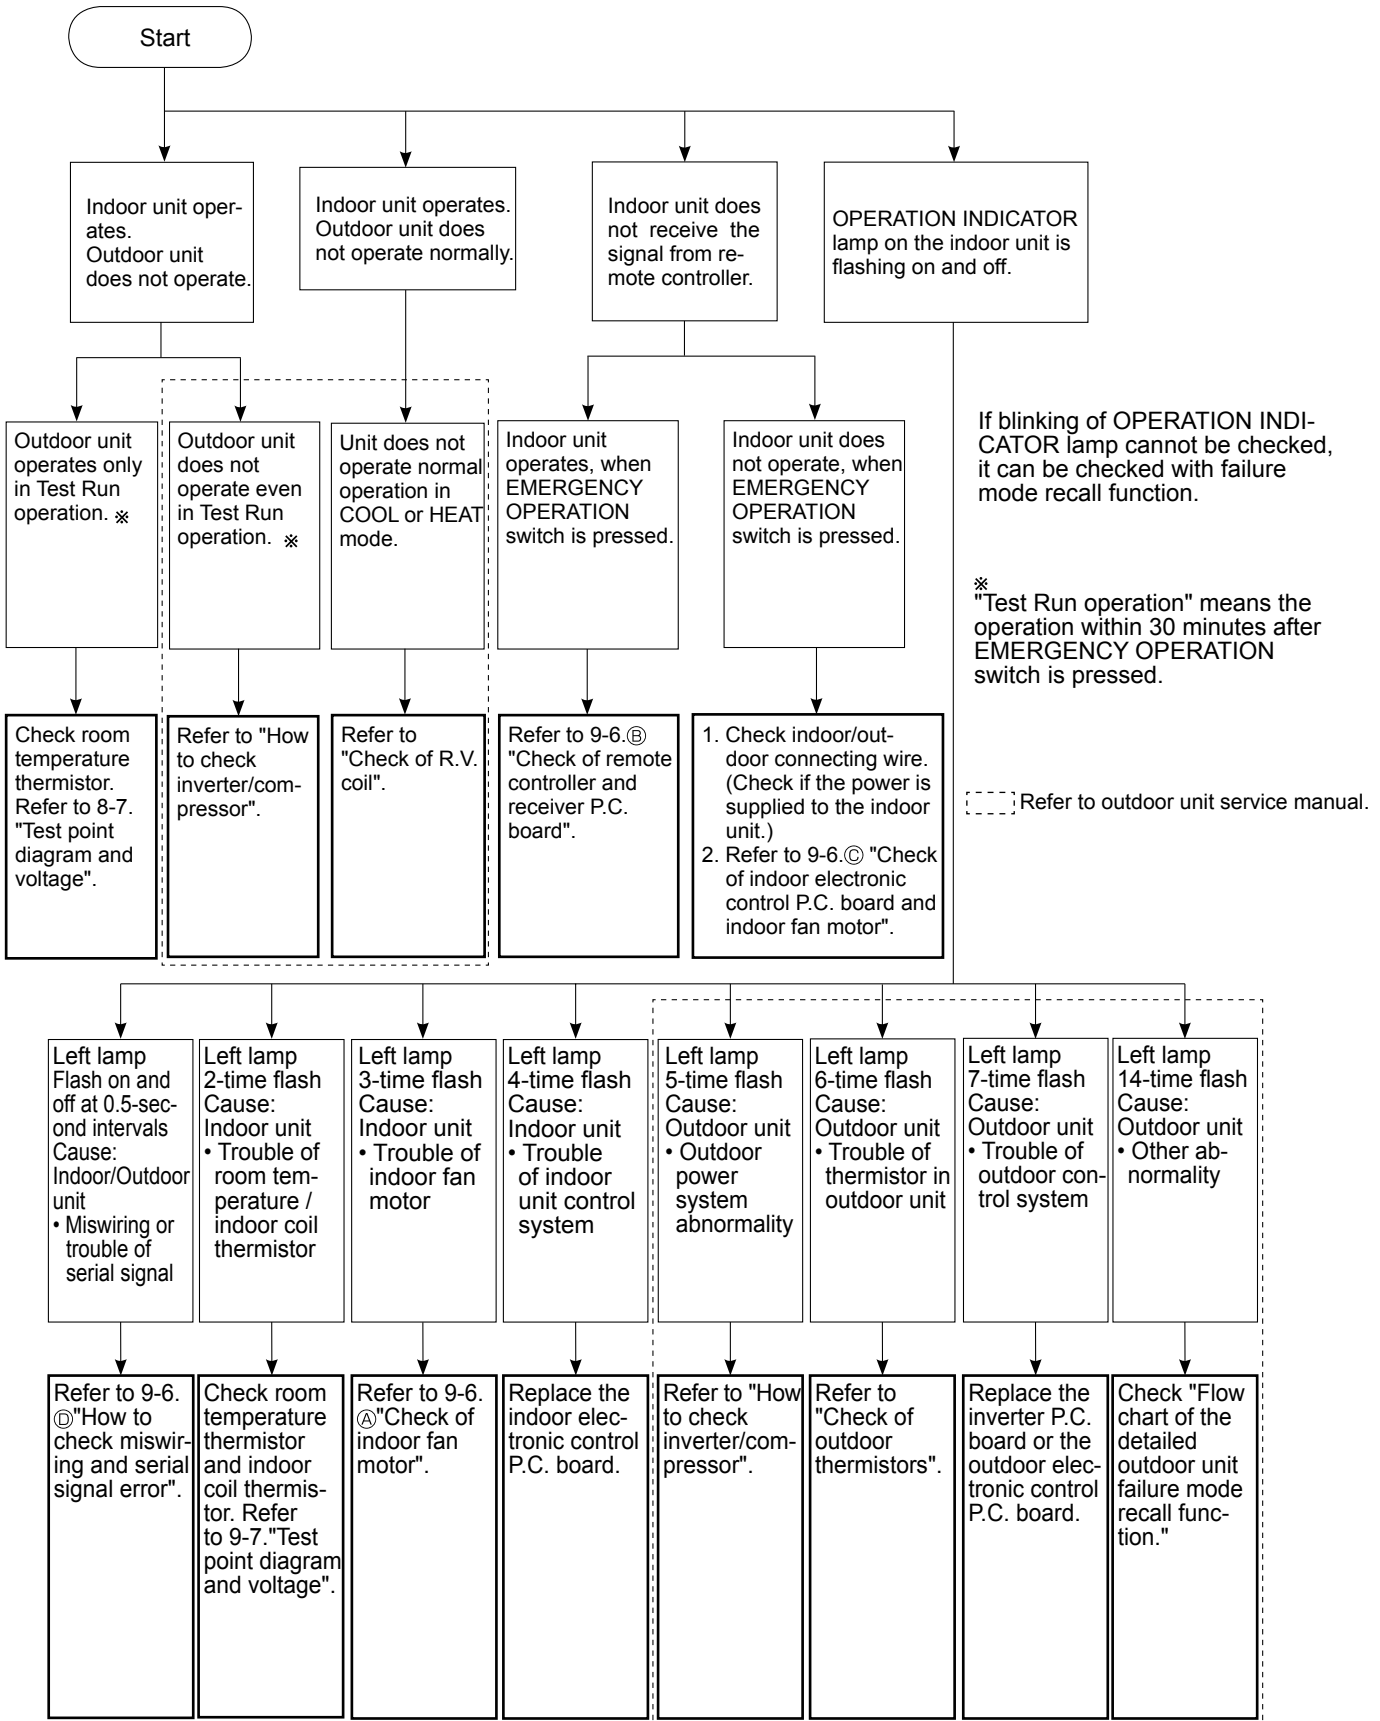 Start
Indoor unit oper-
ates.
Outdoor unit
does not operate.
Indoor unit operates.
Outdoor unit does
not operate normally.
Indoor unit does
not receive the
signal from re-
mote controller.
OPERATION INDICATOR
lamp on the indoor unit is
flashing on and off.
Outdoor unit
operates only
in Test Run
operation. ※
Outdoor unit
does not
operate even
in Test Run
operation. ※
Unit does not
operate normal
operation in
COOL or HEAT
mode.
Indoor unit
operates, when
EMERGENCY
OPERATION
switch is pressed.
Indoor unit does
not operate, when
EMERGENCY
OPERATION
switch is pressed.
If blinking of OPERATION INDI-
CATOR lamp cannot be checked,
it can be checked with failure
mode recall function.
※
"Test Run operation" means the
operation within 30 minutes after
EMERGENCY OPERATION
switch is pressed.
Check room
temperature
thermistor.
Refer to 8-7.
"Test point
diagram and
voltage".
Refer to "How
to check
inverter/com-
pressor".
Refer to
"Check of R.V.
coil".
Refer to 9-6.Ⓑ
"Check of remote
controller and
receiver P.C.
board".
1. Check indoor/out-
door connecting wire.
(Check if the power is
supplied to the indoor
unit.)
2. Refer to 9-6.Ⓒ "Check
of indoor electronic
control P.C. board and
indoor fan motor".
Refer to outdoor unit service manual.
Left lamp
Flash on and
off at 0.5-sec-
ond intervals
Cause:
Indoor/Outdoor
unit
• Miswiring or
trouble of
serial signal
Left lamp
2-time flash
Cause:
Indoor unit
• Trouble of
room tem-
perature /
indoor coil
thermistor
Left lamp
3-time flash
Cause:
Indoor unit
• Trouble of
indoor fan
motor
Left lamp
4-time flash
Cause:
Indoor unit
• Trouble
of indoor
unit control
system
Left lamp
5-time flash
Cause:
Outdoor unit
• Outdoor
power
system
abnormality
Left lamp
6-time flash
Cause:
Outdoor unit
• Trouble of
thermistor in
outdoor unit
Left lamp
7-time flash
Cause:
Outdoor unit
• Trouble of
outdoor con-
trol system
Left lamp
14-time flash
Cause:
Outdoor unit
• Other ab-
normality
Refer to 9-6.
Ⓓ"How to
check miswir-
ing and serial
signal error".
Check room
temperature
thermistor
and indoor
coil thermis-
tor. Refer
to 9-7."Test
point diagram
and voltage".
Refer to 9-6.
Ⓐ"Check of
indoor fan
motor".
Replace the
indoor elec-
tronic control
P.C. board.
Refer to "How
to check
inverter/com-
pressor".
Refer to
"Check of
outdoor
thermistors".
Replace the
inverter P.C.
board or the
outdoor elec-
tronic control
P.C. board.
Check "Flow
chart of the
detailed
outdoor unit
failure mode
recall func-
tion."